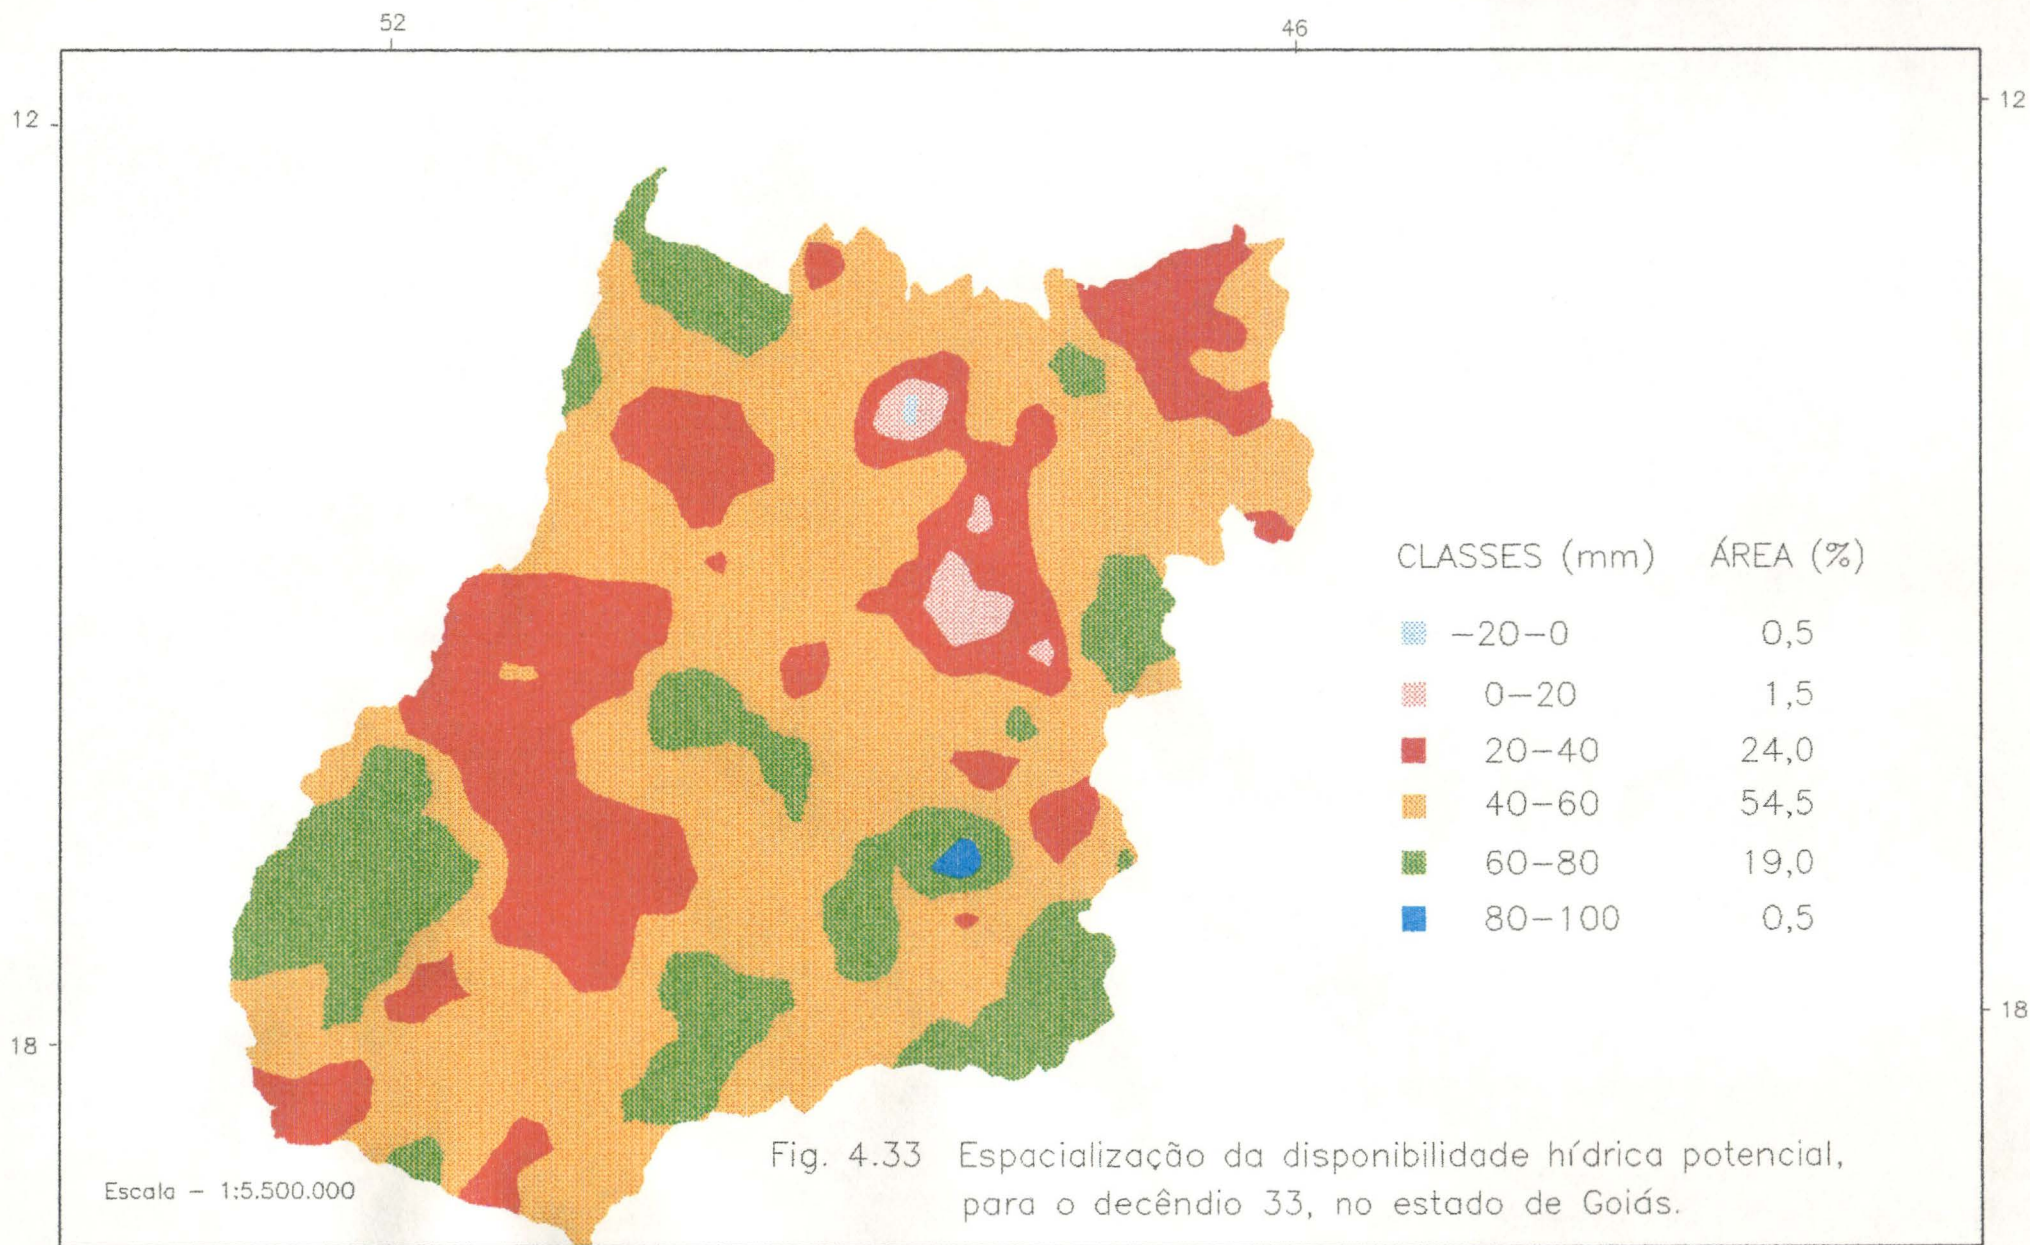 52 46
12 12
CLASSES (mm) ÁREA (%)
-20-0 0,5
0-20 1,5
20-40 24,0
40-60 54,5
60-80 19,0
80-100 0,5
18 18
Fig. 4.33 Espacialização da disponibilidade hídrica potencial,
para o decêndio 33, no estado de Goiás.
Escala - 1:5.500.000